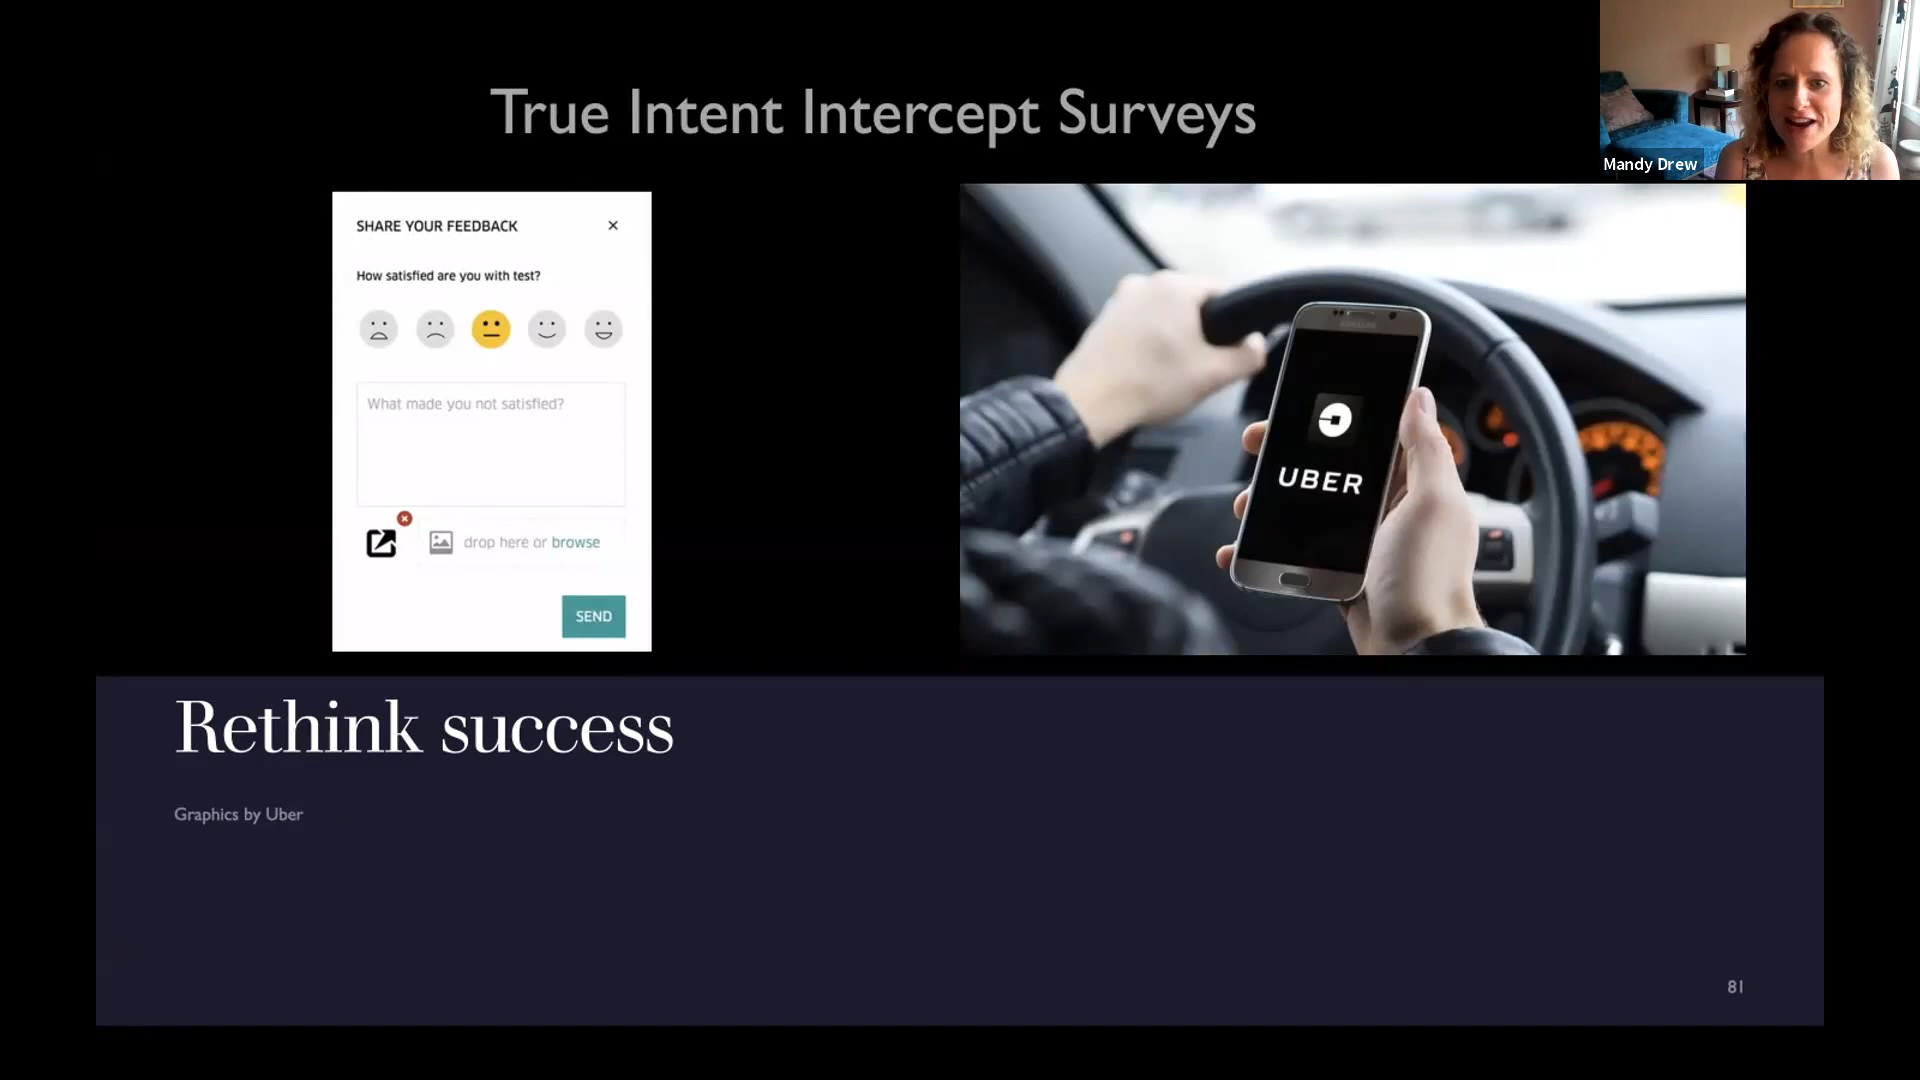 True Intent Intercept Surveys
Mandy Drew
SHARE YOUR FEEDBACK
How satisfied are you with test?
What made you not satisfied?
drop here or browse
SEND
SAMSUNG
UBER
Rethink success
Graphics by Uber
81